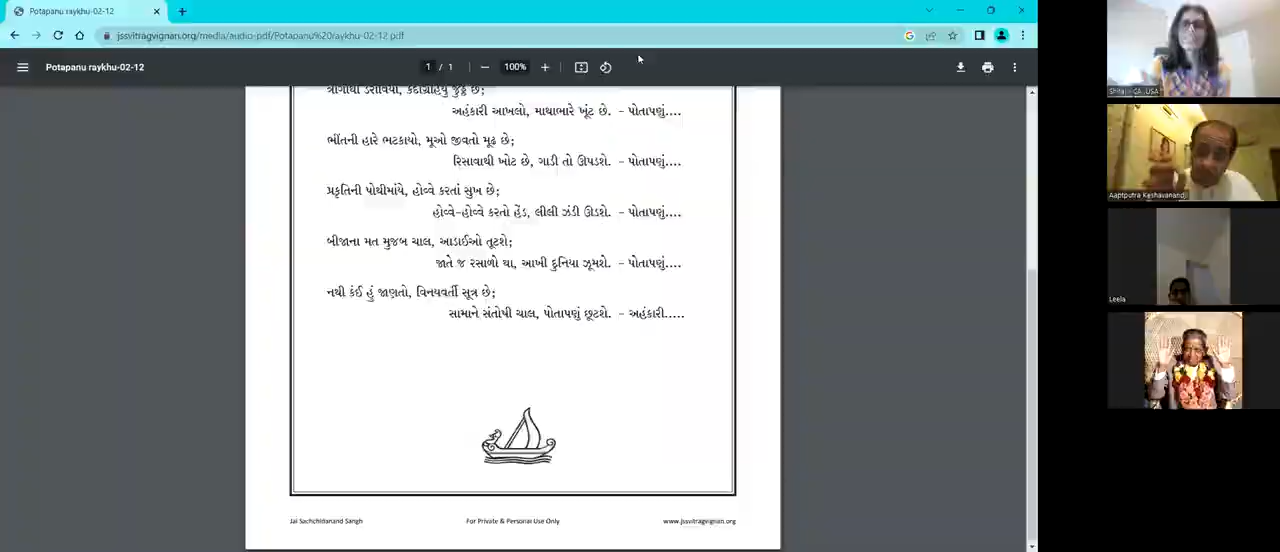 Potapanu raykhu-02-12
jssvitragvignan.org/media/audio-pdf/Potapanu%20raykhu-02-12.pdf
Potapanu raykhu-02-12
1 / 1
100%
અહંકારી આખલો, માથાભારે ખૂંટ છે. – પોતાપણું....
ભીંતની હારે ભટકાયો, મૂઓ જીવતો મૂઢ છે;
રિસાવાથી ખોટ છે, ગાડી તો ઊપડશે. – પોતાપણું....
પ્રકૃતિની પોથીમાંયે, હોવ્વે કરતાં સુખ છે;
હોવ્વે-હોવ્વે કરતો હેંડ, લીલી ઝંડી ઊડશે. – પોતાપણું....
બીજાના મત મુજબ ચાલ, આડાઈઓ તૂટશે;
જાતે જ રસાળો થા, આખી દુનિયા ઝૂમશે. – પોતાપણું....
નથી કંઈ હું જાણતો, વિનયવર્તી સૂત્ર છે;
સામાને સંતોષી ચાલ, પોતાપણું છૂટશે. – અહંકારી.....
Jai Sachchidanand Sangh
For Private & Personal Use Only
www.jssvitragvignan.org
Shital - CA, USA
Aaptputra Keshavanandji
Leela